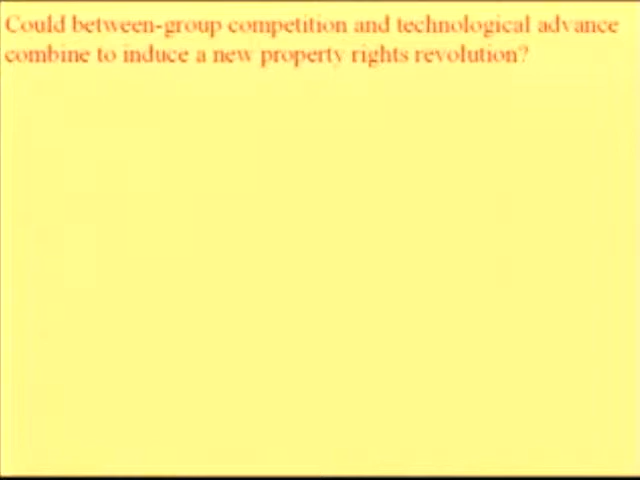 Could between-group competition and technological advance
combine to induce a new property rights revolution?